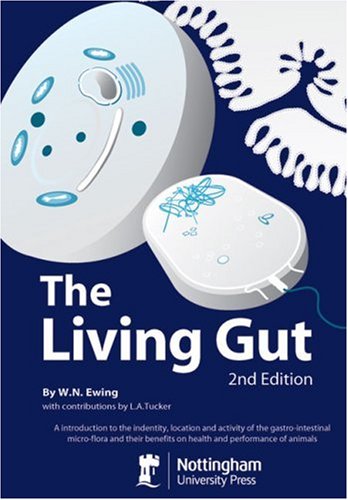 The
Living Gut
2nd Edition
By W.N. Ewing
with contributions by L.A.Tucker
A introduction to the indentity, location and activity of the gastro-intestinal
micro-flora and their benefits on health and performance of animals
Nottingham
University Press